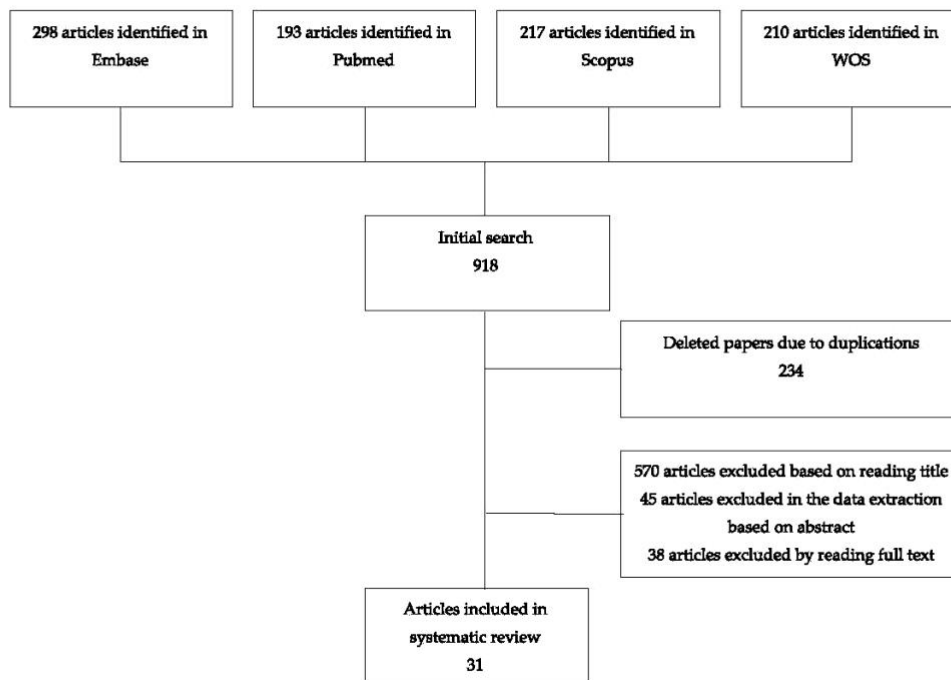 298 articles identified in
Embase
193 articles identified in
Pubmed
217 articles identified in
Scopus
210 articles identified in
WOS
Initial search
918
Deleted papers due to duplications
234
570 articles excluded based on reading title
45 articles excluded in the data extraction
based on abstract
38 articles excluded by reading full text
Articles included in
systematic review
31